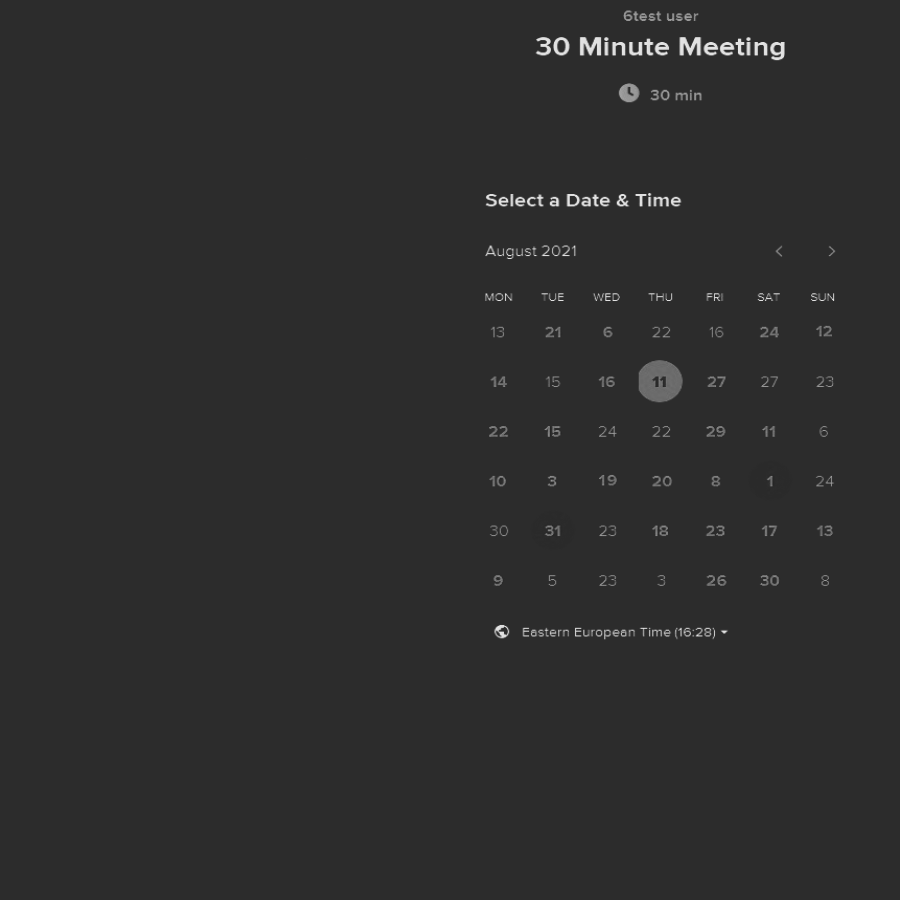 6test user
30 Minute Meeting
30 min
Select a Date & Time
August 2021
MON TUE WED THU FRI SAT SUN
13 21 6 22 16 24 12
14 15 16 11 27 27 23
22 15 24 22 29 11 6
10 3 19 20 8 1 24
30 31 23 18 23 17 13
9 5 23 3 26 30 8
Eastern European Time (16:28)